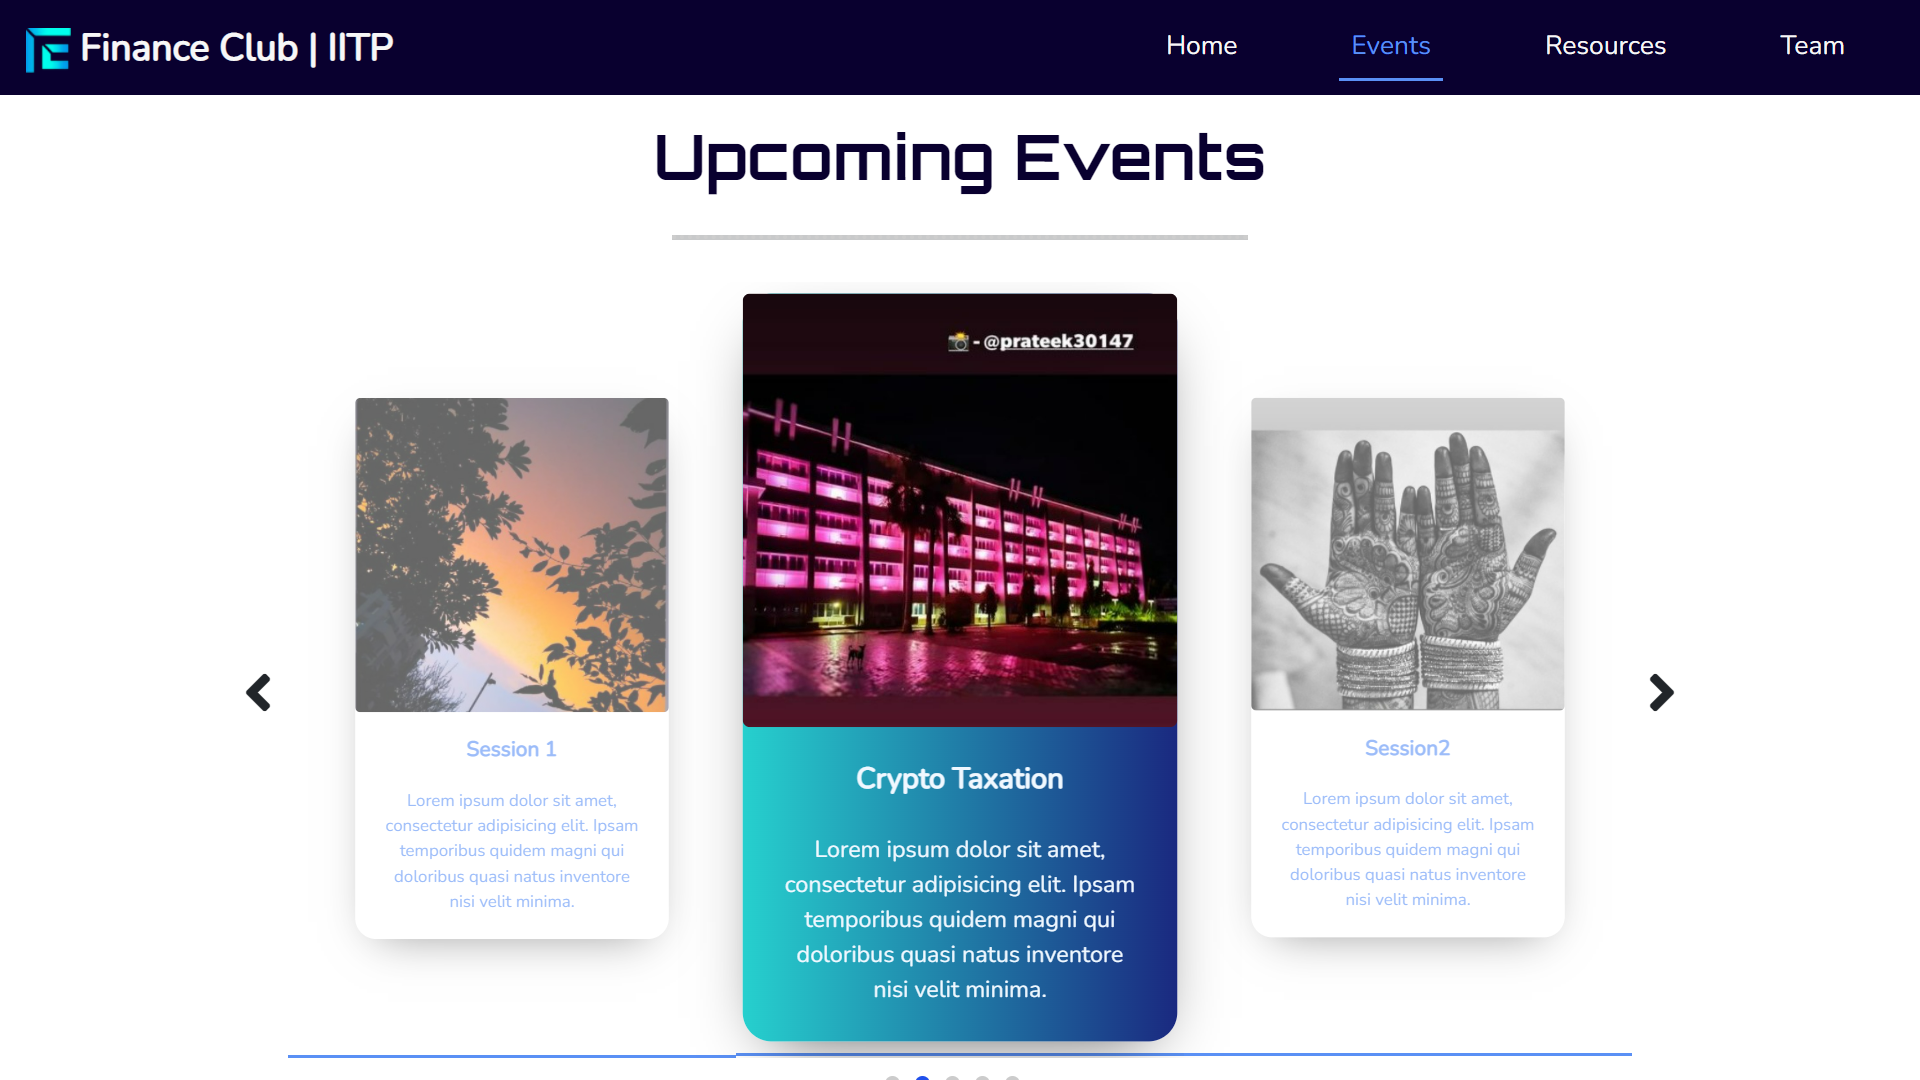 Finance Club | IITP
Home
Events
Resources
Team
Upcoming Events
Session 1
Lorem ipsum dolor sit amet,
consectetur adipisicing elit. Ipsam
temporibus quidem magni qui
doloribus quasi natus inventore
nisi velit minima.
- @prateek30147
Crypto Taxation
Lorem ipsum dolor sit amet,
consectetur adipisicing elit. Ipsam
temporibus quidem magni qui
doloribus quasi natus inventore
nisi velit minima.
Session2
Lorem ipsum dolor sit amet,
consectetur adipisicing elit. Ipsam
temporibus quidem magni qui
doloribus quasi natus inventore
nisi velit minima.